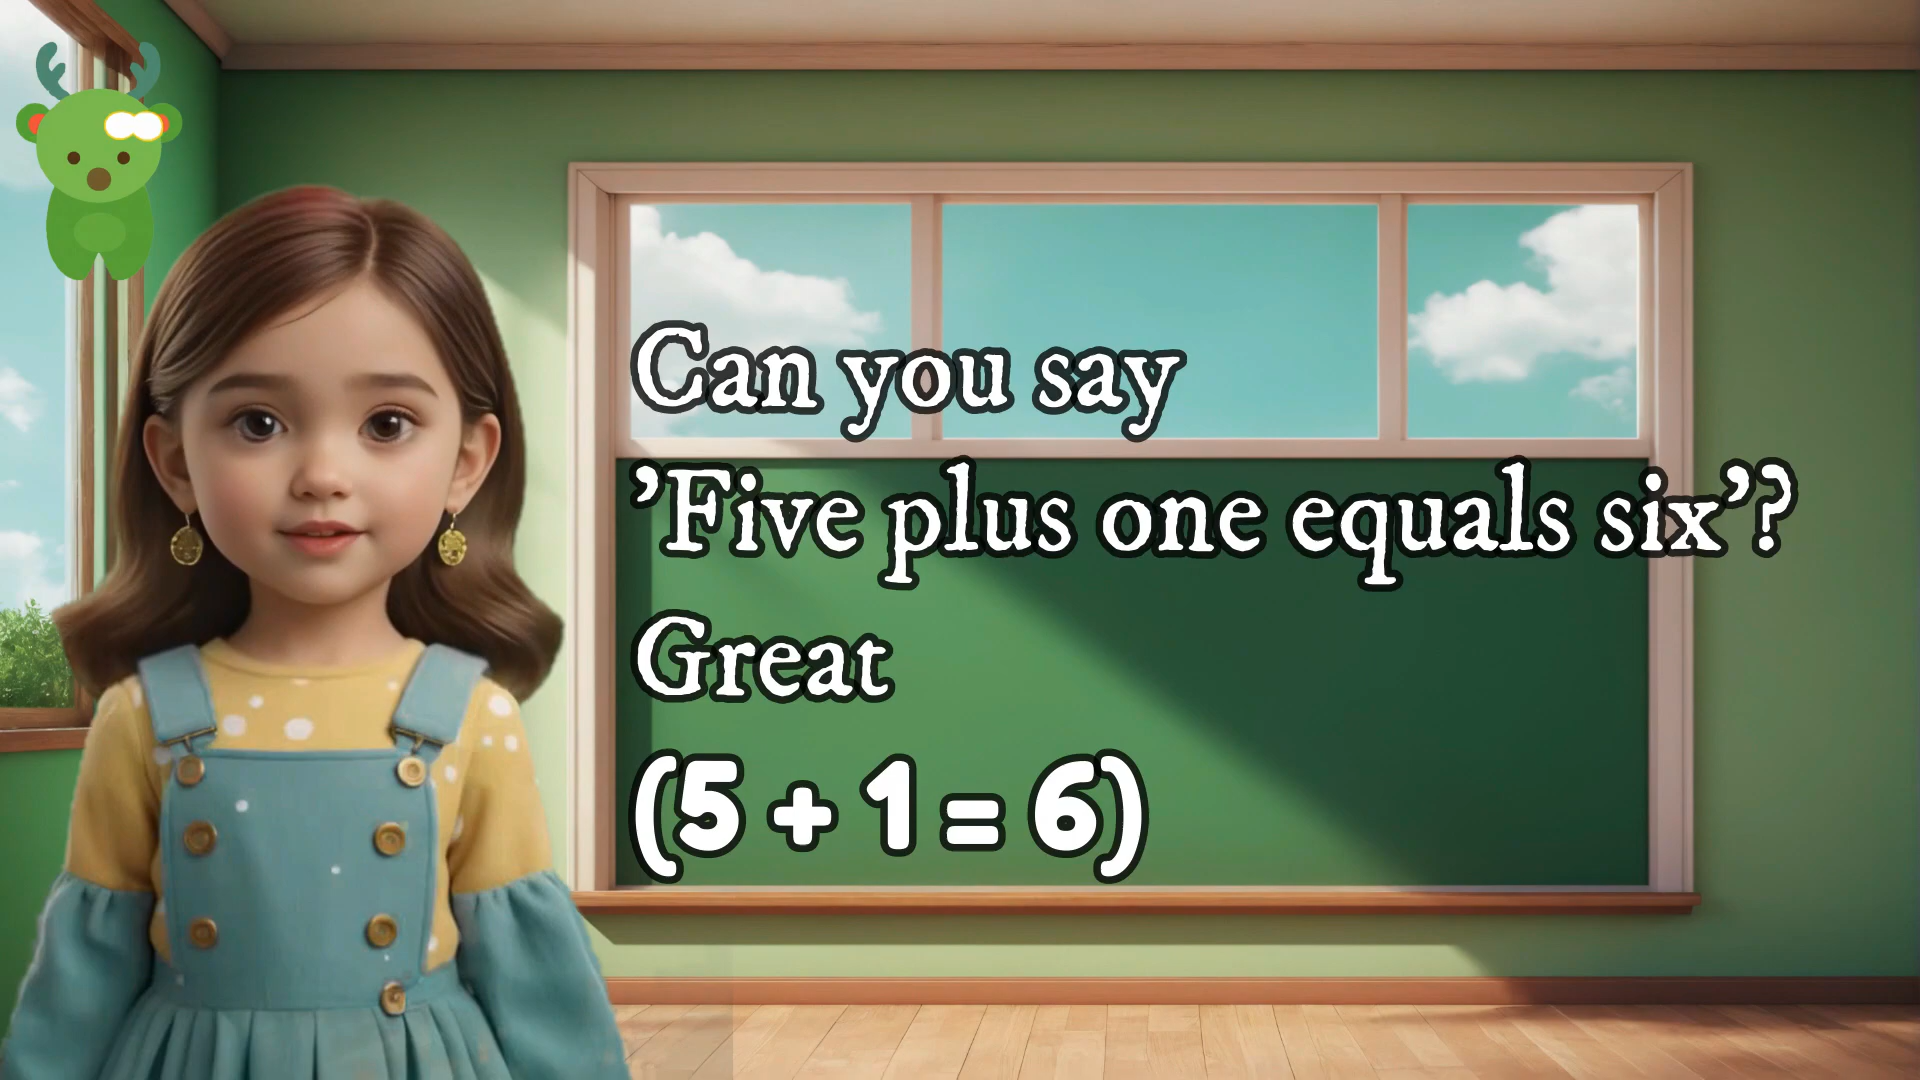 Can you say
’Five plus one equals six’?
Great
(5 + 1 = 6)